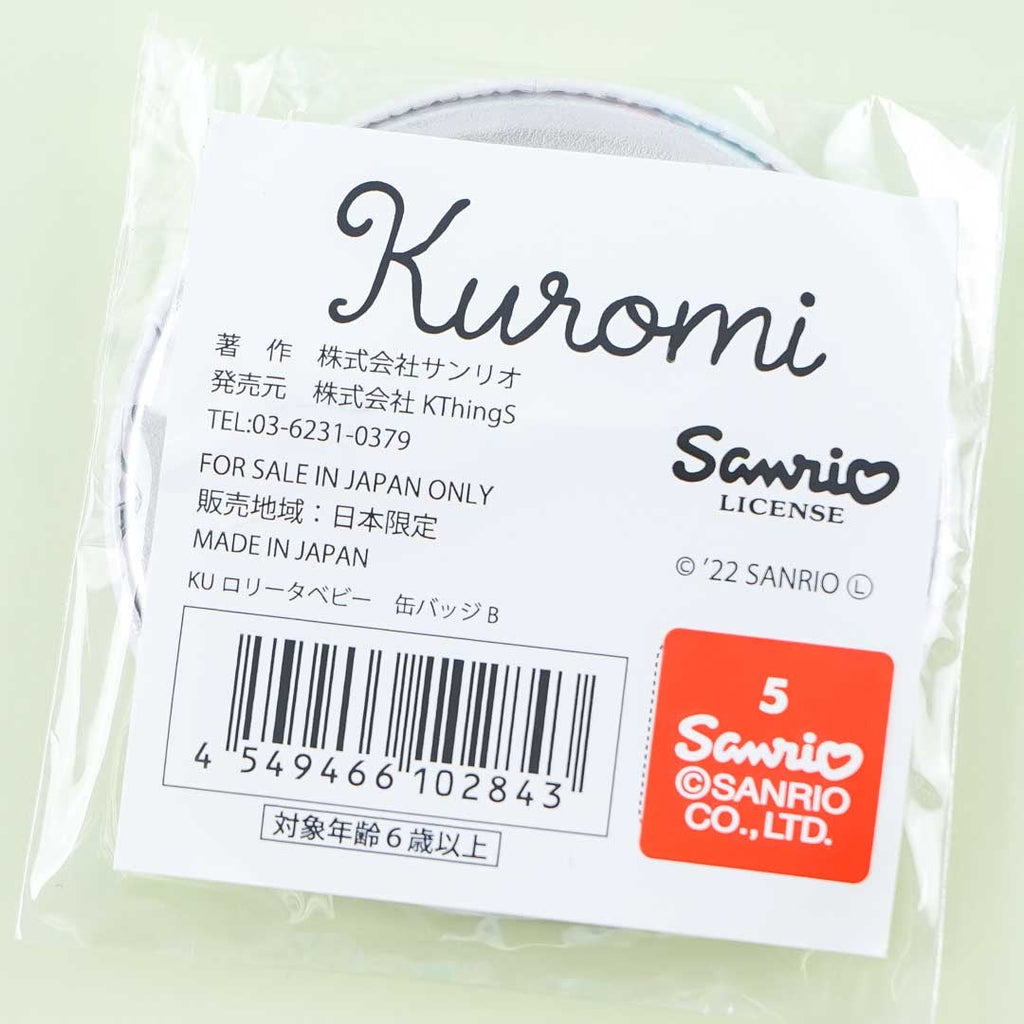 Kuromi
著 作 株式会社サンリオ
発売元 株式会社 KThingS
TEL:03-6231-0379
FOR SALE IN JAPAN ONLY
販売地域：日本限定
MADE IN JAPAN
KU ロリータベビー 缶バッジ B
Sanrio
LICENSE
© '22 SANRIO Ⓛ
4 549466 102843
対象年齢６歳以上
5
Sanrio
©SANRIO
CO.,LTD.